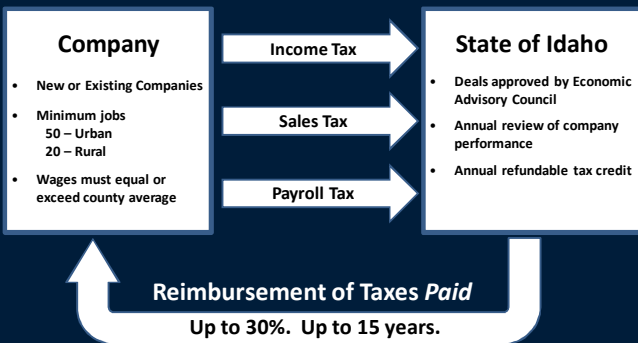 Company
• New or Existing Companies
• Minimum jobs
50 – Urban
20 – Rural
• Wages must equal or
exceed county average
Income Tax
Sales Tax
Payroll Tax
State of Idaho
• Deals approved by Economic
Advisory Council
• Annual review of company
performance
• Annual refundable tax credit
Reimbursement of Taxes Paid
Up to 30%. Up to 15 years.